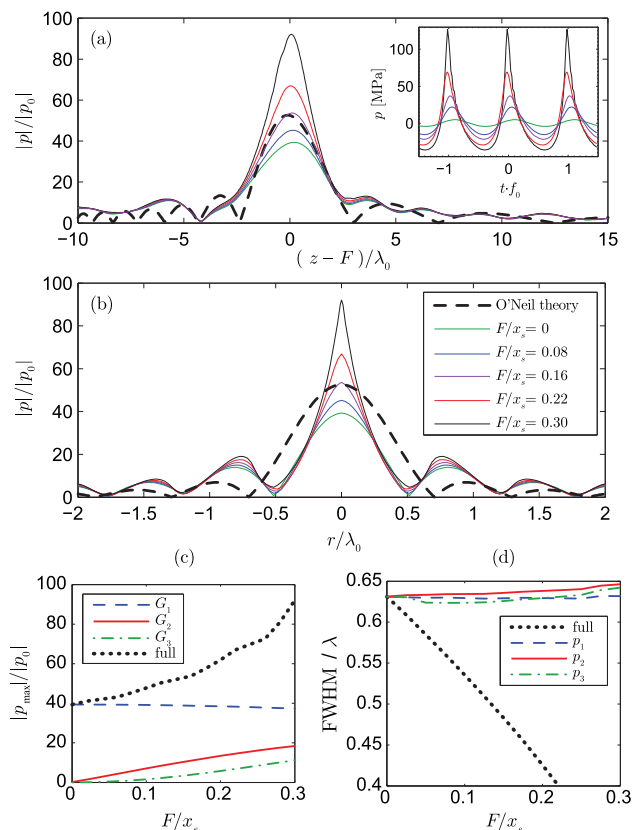 (a)
|p|/|p₀|
100
80
60
40
20
0
−10
−5
0
5
10
15
( z − F )/λ₀
p [MPa]
100
50
0
−1
0
1
t·f₀
(b)
|p|/|p₀|
100
80
60
40
20
0
−2
−1.5
−1
−0.5
0
0.5
1
1.5
2
r/λ₀
O'Neil theory
F/xₛ= 0
F/xₛ= 0.08
F/xₛ= 0.16
F/xₛ= 0.22
F/xₛ= 0.30
(c)
|p_max|/|p₀|
100
80
60
40
20
0
0
0.1
0.2
0.3
F/xₛ
G₁
G₂
G₃
full
(d)
FWHM / λ
0.65
0.6
0.55
0.5
0.45
0.4
0
0.1
0.2
0.3
F/xₛ
full
p₁
p₂
p₃